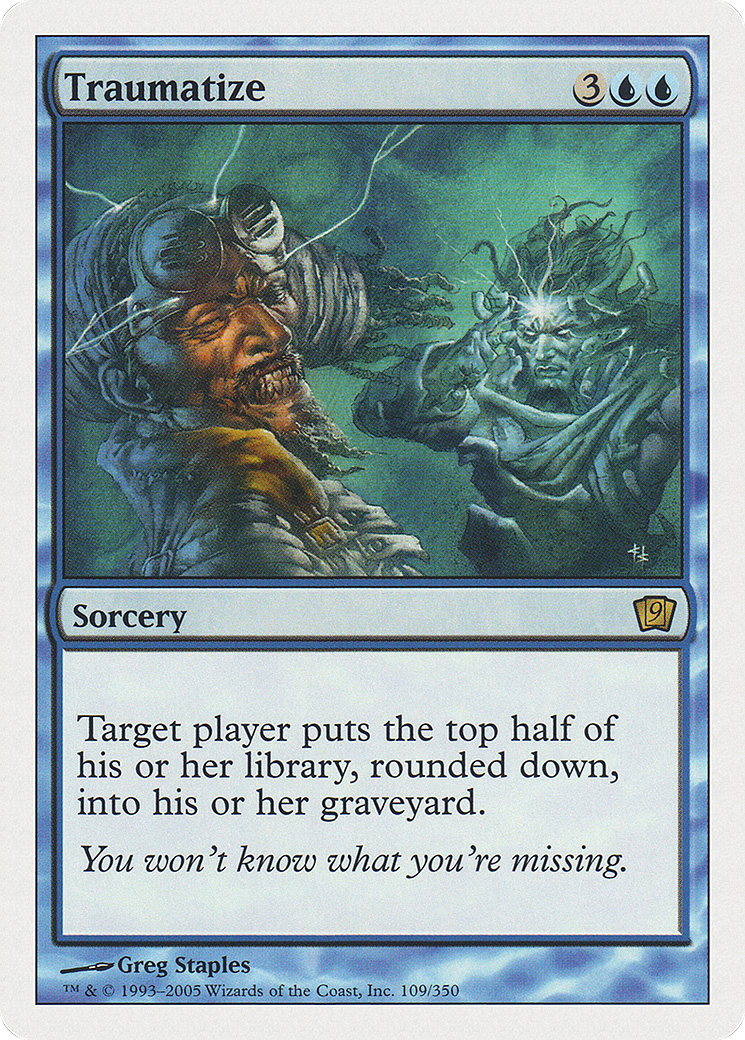 Traumatize 3
Sorcery 9
Target player puts the top half of
his or her library, rounded down,
into his or her graveyard.
You won't know what you're missing.
Greg Staples
™ & © 1993–2005 Wizards of the Coast, Inc. 109/350